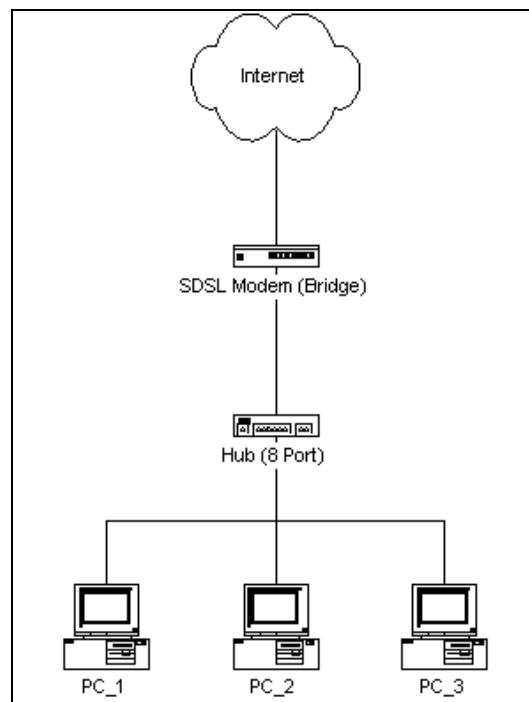 Internet
SDSL Modem (Bridge)
Hub (8 Port)
PC_1
PC_2
PC_3